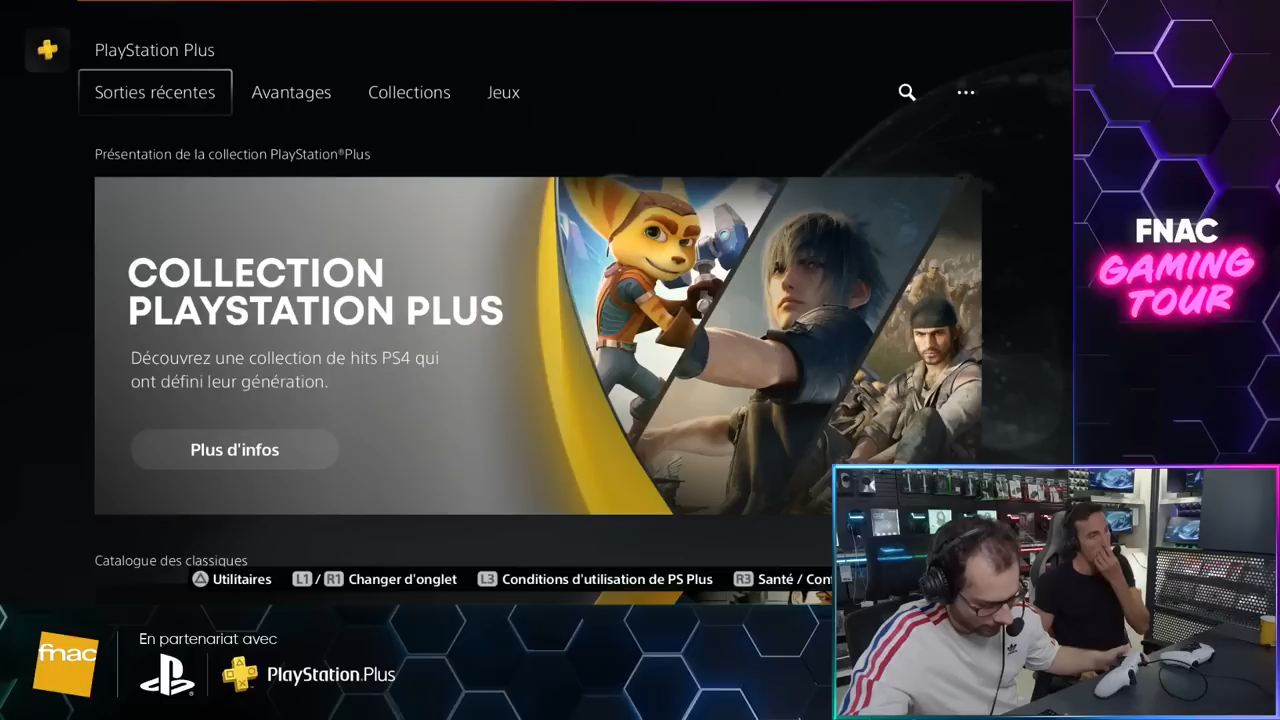 PlayStation Plus
Sorties récentes
Avantages
Collections
Jeux
Présentation de la collection PlayStation®Plus
COLLECTION
PLAYSTATION PLUS
Découvrez une collection de hits PS4 qui
ont défini leur génération.
Plus d'infos
Catalogue des classiques
Utilitaires
L1 / R1 Changer d'onglet
L3 Conditions d'utilisation de PS Plus
R3 Santé / Con
FNAC
GAMING
TOUR
fnac
En partenariat avec
PlayStation.Plus